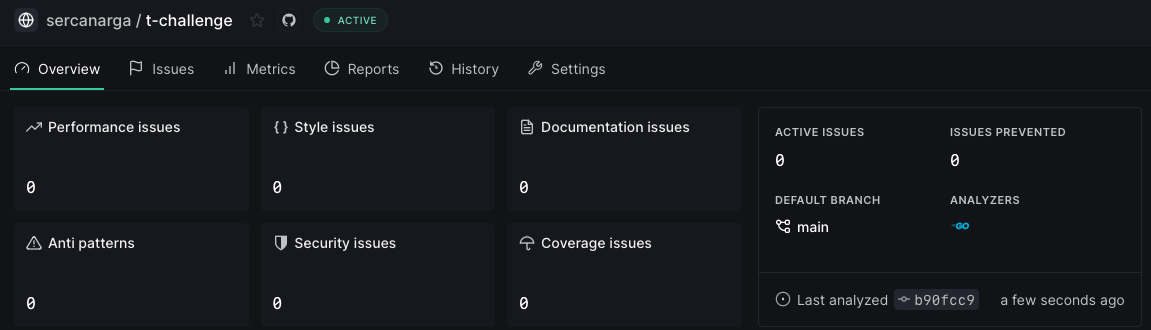 sercanarga / t-challenge ACTIVE
Overview Issues Metrics Reports History Settings
Performance issues
0
Style issues
0
Documentation issues
0
Anti patterns
0
Security issues
0
Coverage issues
0
ACTIVE ISSUES
0
ISSUES PREVENTED
0
DEFAULT BRANCH
main
ANALYZERS
GO
Last analyzed b90fcc9 a few seconds ago